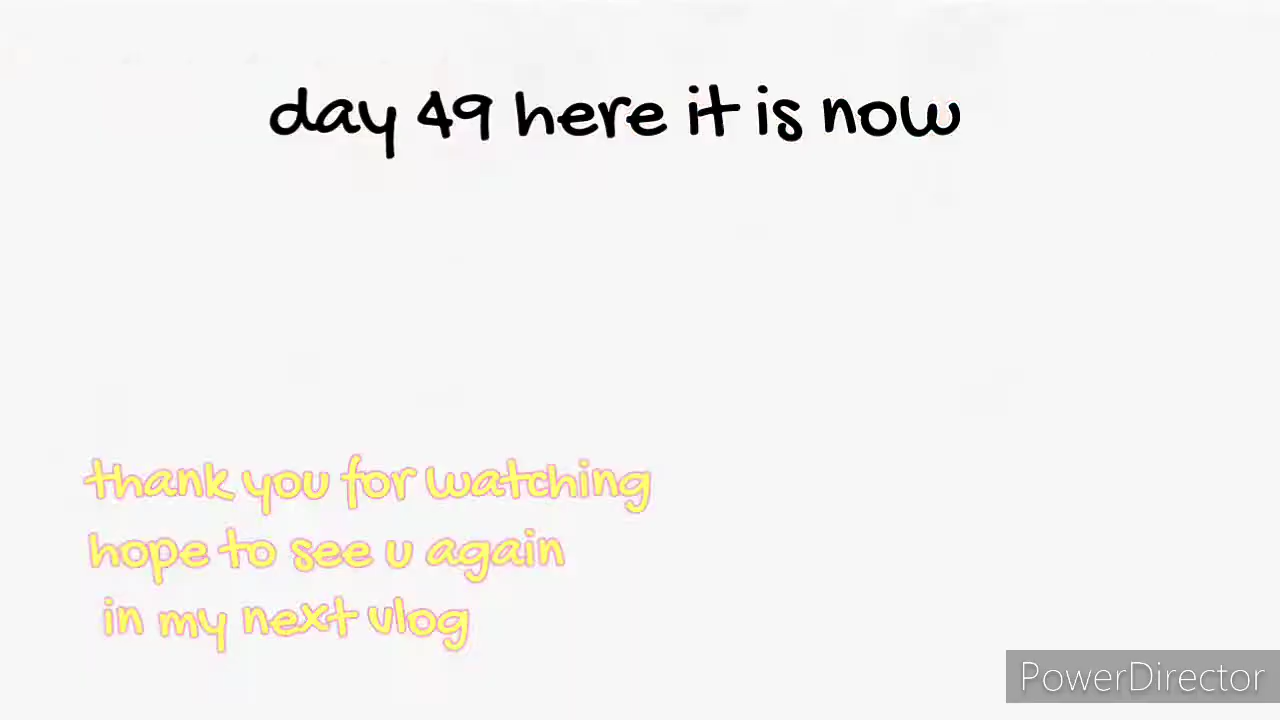 day 49 here it is now
thank you for watching
hope to see u again
in my next vlog
PowerDirector